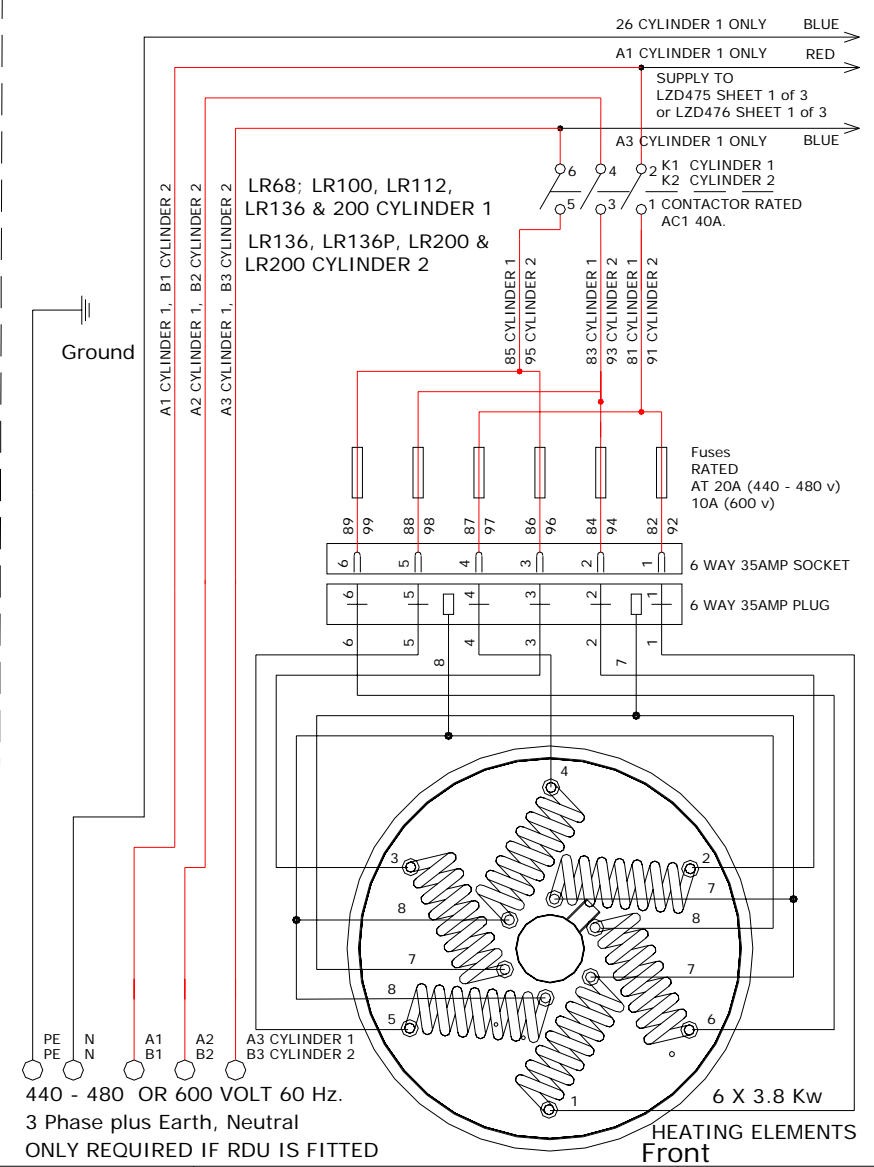 26 CYLINDER 1 ONLY BLUE
A1 CYLINDER 1 ONLY RED
SUPPLY TO
LZD475 SHEET 1 of 3
or LZD476 SHEET 1 of 3
A3 CYLINDER 1 ONLY BLUE
6 4 2
K1 CYLINDER 1
K2 CYLINDER 2
5 3 1
CONTACTOR RATED
AC1 40A.
LR68; LR100, LR112,
LR136 & 200 CYLINDER 1
LR136, LR136P, LR200 &
LR200 CYLINDER 2
A1 CYLINDER 1, B1 CYLINDER 2
A2 CYLINDER 1, B2 CYLINDER 2
A3 CYLINDER 1, B3 CYLINDER 2
85 CYLINDER 1
95 CYLINDER 2
83 CYLINDER 1
93 CYLINDER 2
81 CYLINDER 1
91 CYLINDER 2
Ground
Fuses
RATED
AT 20A (440 - 480 v)
10A (600 v)
89 99 88 98 87 97 86 96 84 94 82 92
6 5 4 3 2 1
6 WAY 35AMP SOCKET
6 5 4 3 2 1
6 WAY 35AMP PLUG
6 5 4 3 2 1
8 7
4
3 2
7
8 8
7 7
8
5 6
1
6 X 3.8 Kw
HEATING ELEMENTS
Front
PE N A1 A2 A3 CYLINDER 1
PE N B1 B2 B3 CYLINDER 2
440 - 480 OR 600 VOLT 60 Hz.
3 Phase plus Earth, Neutral
ONLY REQUIRED IF RDU IS FITTED